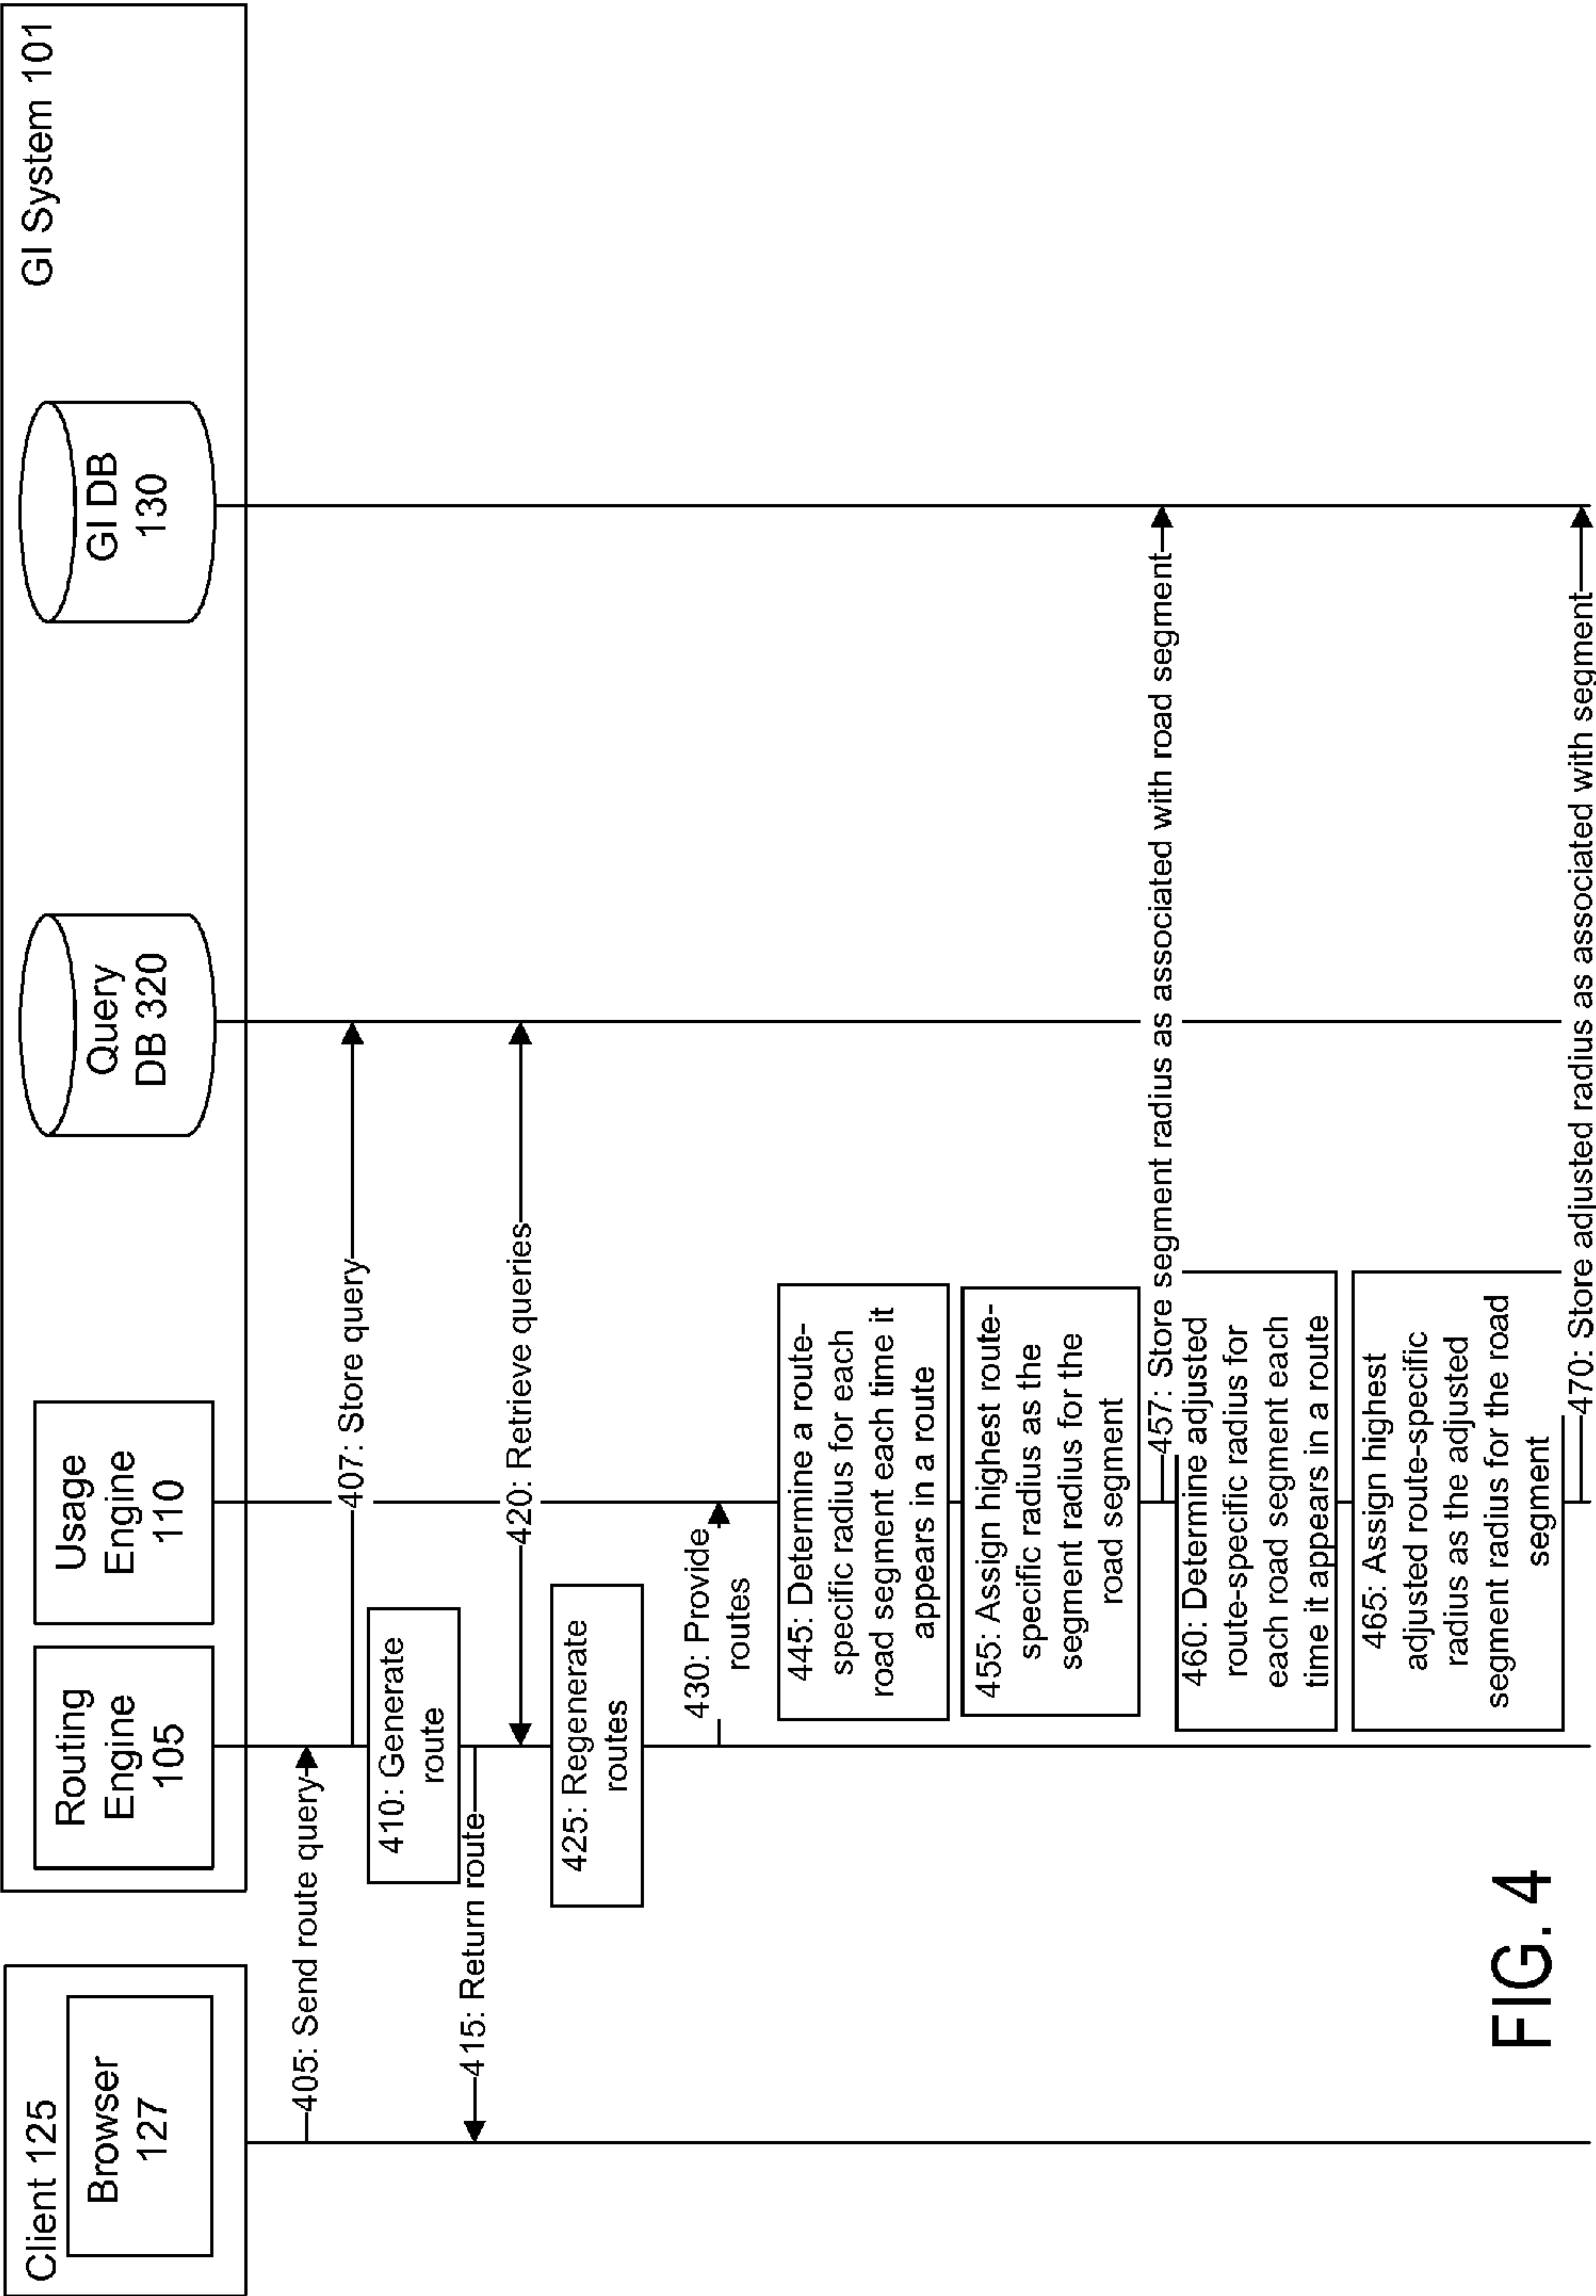 Client 125
Browser
127
GI System 101
Routing
Engine
105
Usage
Engine
110
Query
DB 320
GI DB
130
405: Send route query
407: Store query
410: Generate
route
415: Return route
420: Retrieve queries
425: Regenerate
routes
430: Provide
routes
445: Determine a route-
specific radius for each
road segment each time it
appears in a route
455: Assign highest route-
specific radius as the
segment radius for the
road segment
457: Store segment radius as associated with road segment
460: Determine adjusted
route-specific radius for
each road segment each
time it appears in a route
465: Assign highest
adjusted route-specific
radius as the adjusted
segment radius for the road
segment
470: Store adjusted radius as associated with segment
FIG. 4